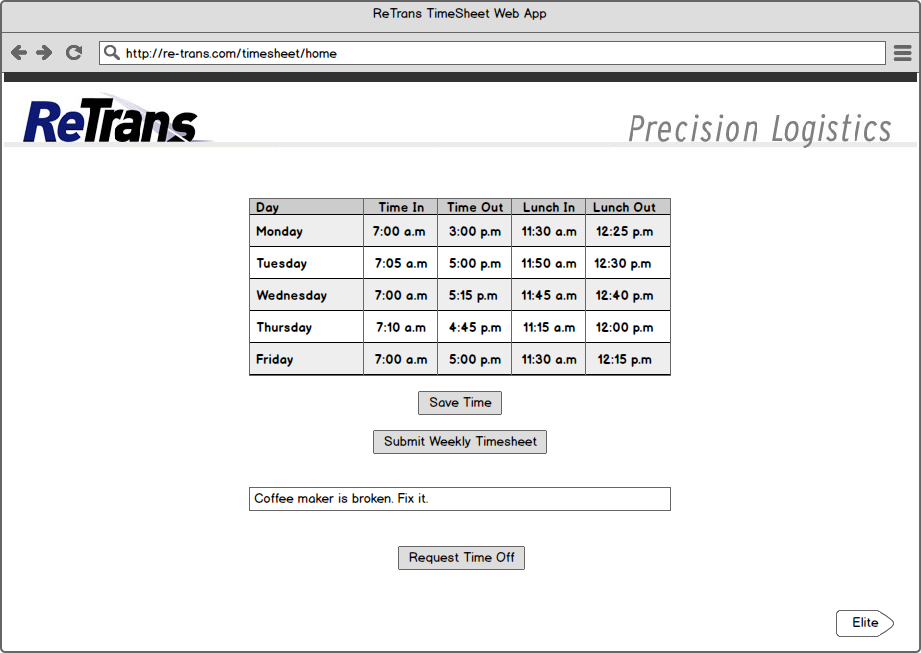 ReTrans TimeSheet Web App
http://re-trans.com/timesheet/home
ReTrans Precision Logistics
Day Time In Time Out Lunch In Lunch Out
Monday 7:00 a.m 3:00 p.m 11:30 a.m 12:25 p.m
Tuesday 7:05 a.m 5:00 p.m 11:50 a.m 12:30 p.m
Wednesday 7:00 a.m 5:15 p.m 11:45 a.m 12:40 p.m
Thursday 7:10 a.m 4:45 p.m 11:15 a.m 12:00 p.m
Friday 7:00 a.m 5:00 p.m 11:30 a.m 12:15 p.m
Save Time
Submit Weekly Timesheet
Coffee maker is broken. Fix it.
Request Time Off
Elite